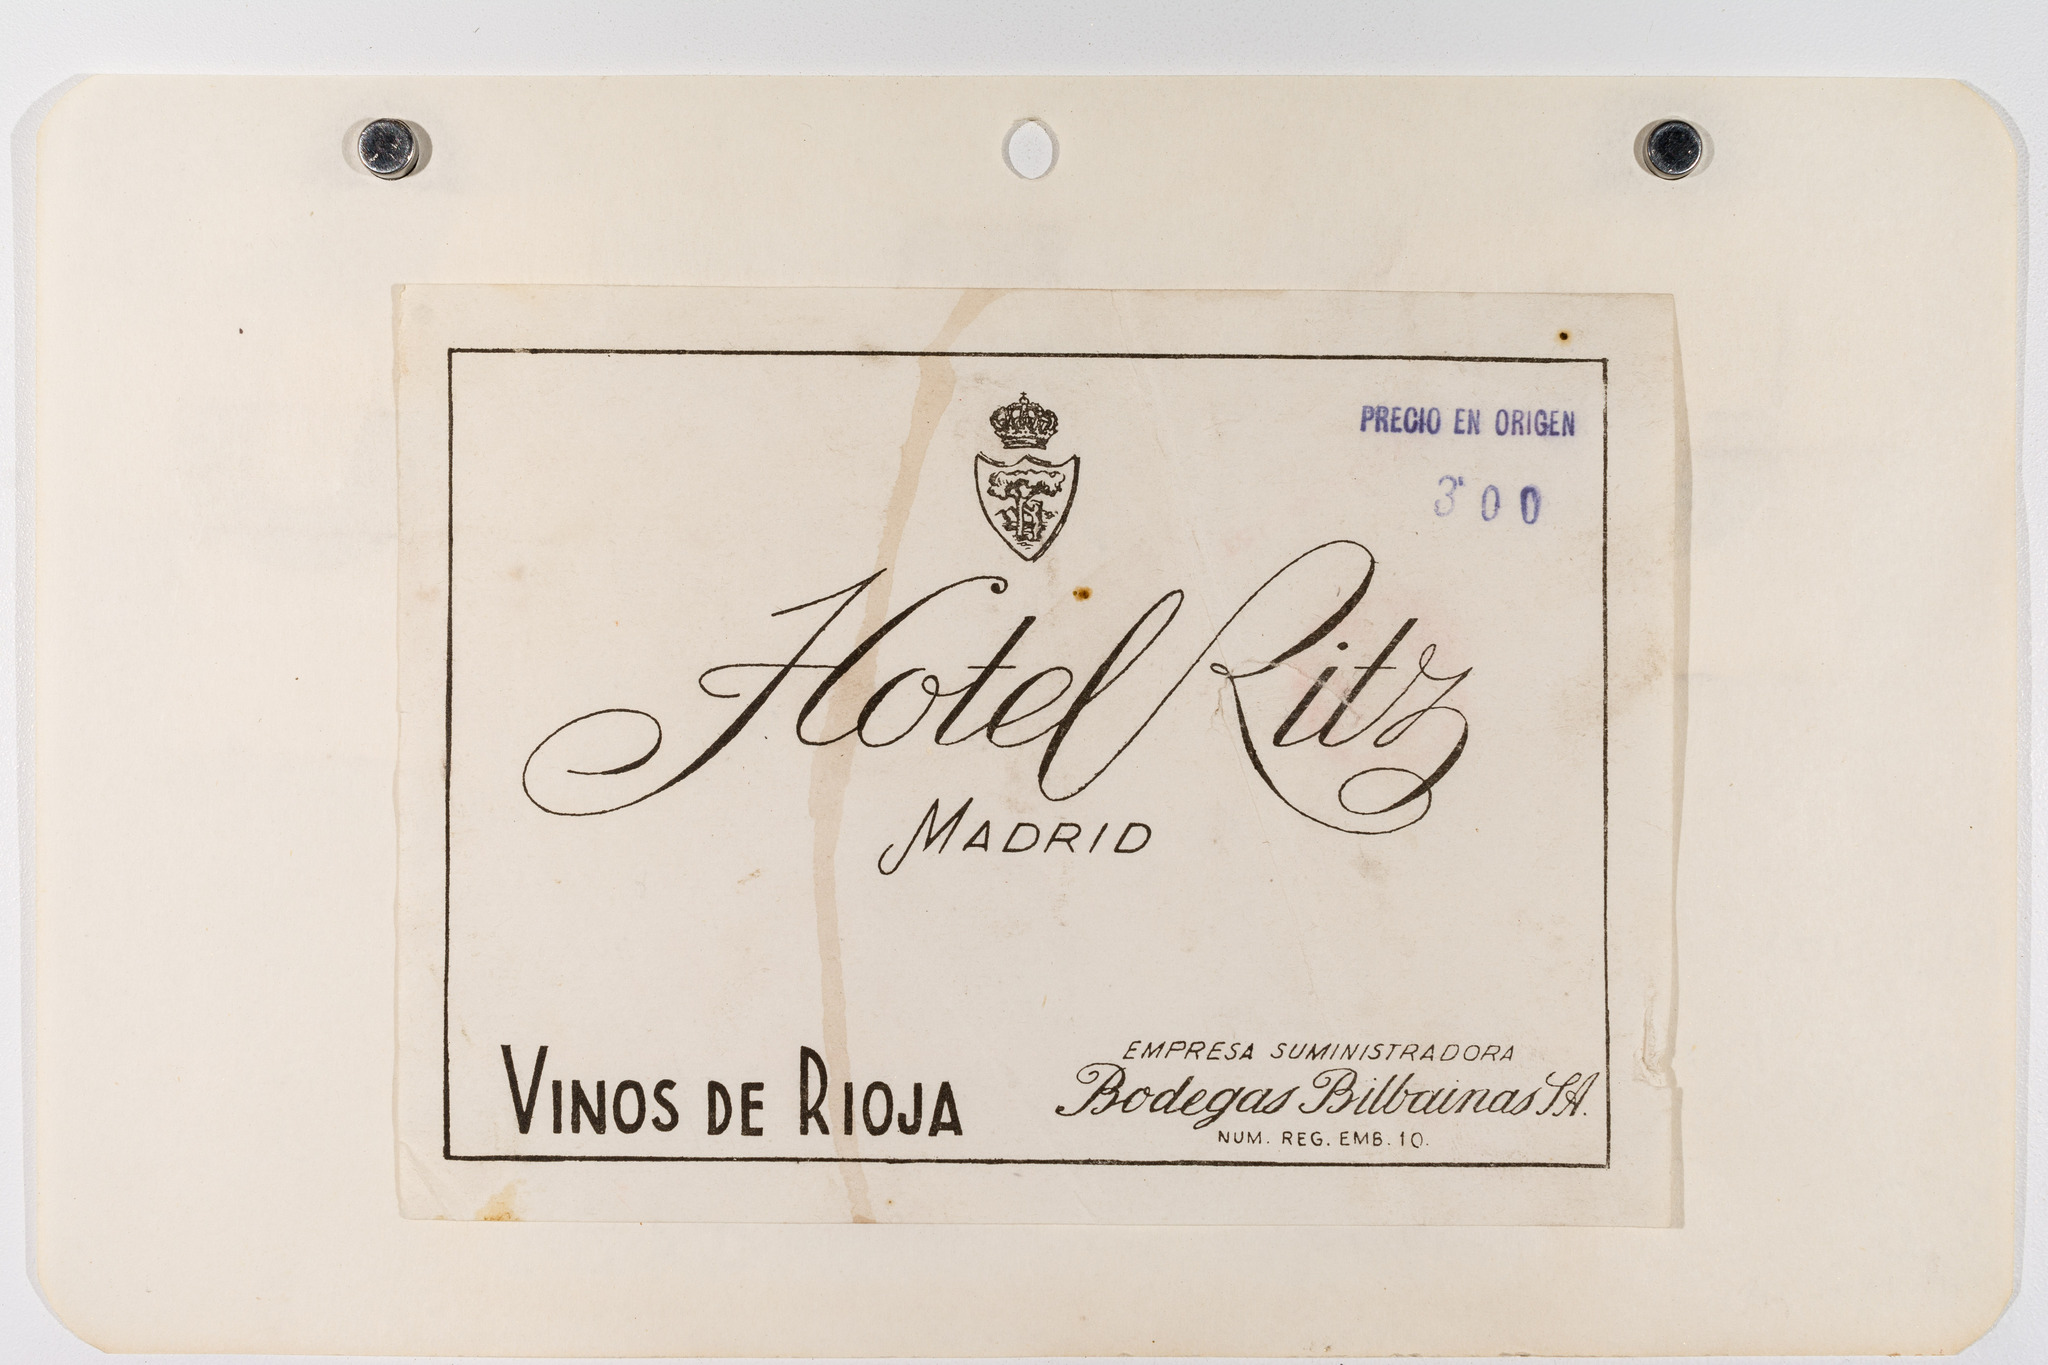 PRECIO EN ORIGEN
3'00
Hotel Ritz
MADRID
VINOS DE RIOJA
EMPRESA SUMINISTRADORA
Bodegas Bilbainas S.A.
NUM. REG. EMB. 10.